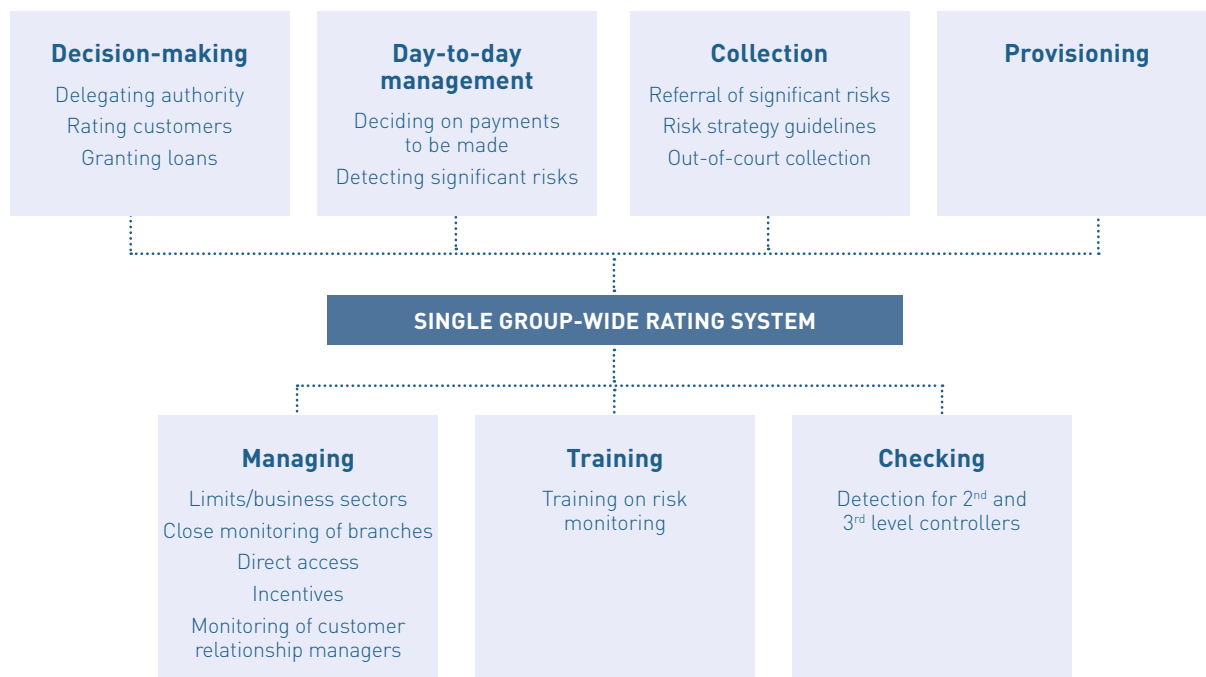 Decision-making
Delegating authority
Rating customers
Granting loans
Day-to-day
management
Deciding on payments
to be made
Detecting significant risks
Collection
Referral of significant risks
Risk strategy guidelines
Out-of-court collection
Provisioning
SINGLE GROUP-WIDE RATING SYSTEM
Managing
Limits/business sectors
Close monitoring of branches
Direct access
Incentives
Monitoring of customer
relationship managers
Training
Training on risk
monitoring
Checking
Detection for 2nd and
3rd level controllers